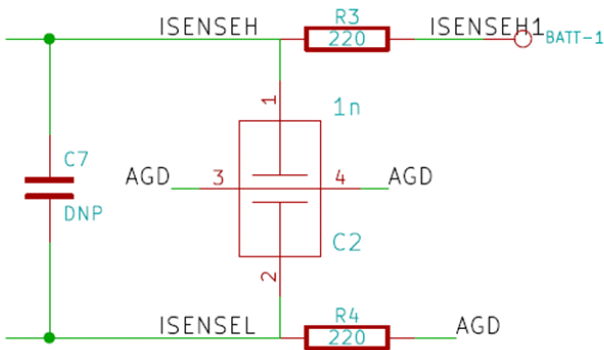 ISENSEH
R3
220
ISENSEH1
BATT-1
1
1n
C7
DNP
AGD
3
4
AGD
C2
2
ISENSEL
R4
220
AGD